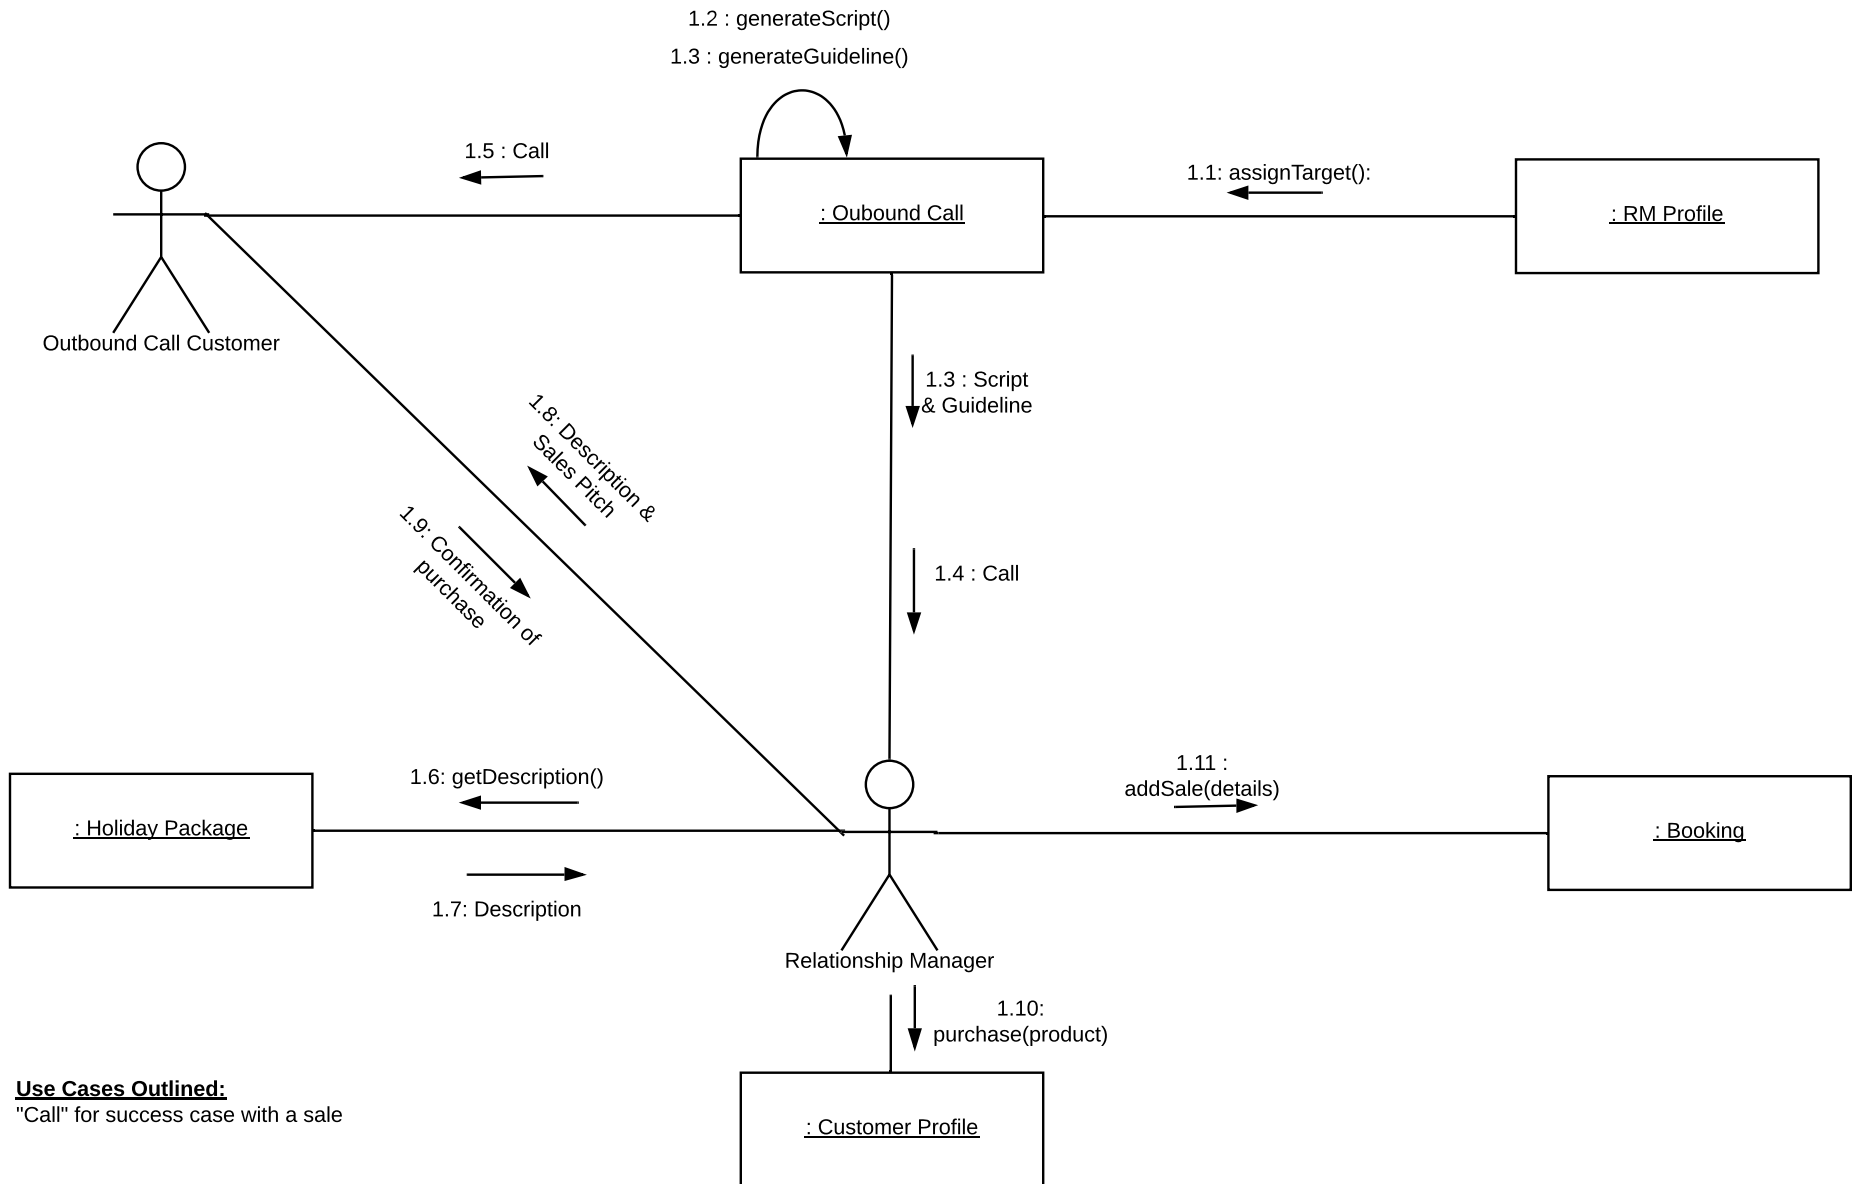 1.2 : generateScript()
1.3 : generateGuideline()
1.5 : Call
1.1: assignTarget():
: Oubound Call
: RM Profile
Outbound Call Customer
1.3 : Script
& Guideline
1.8: Description &
Sales Pitch
1.9: Confirmation of
purchase
1.4 : Call
1.6: getDescription()
1.11 :
addSale(details)
: Holiday Package
: Booking
1.7: Description
Relationship Manager
1.10:
purchase(product)
Use Cases Outlined:
"Call" for success case with a sale
: Customer Profile